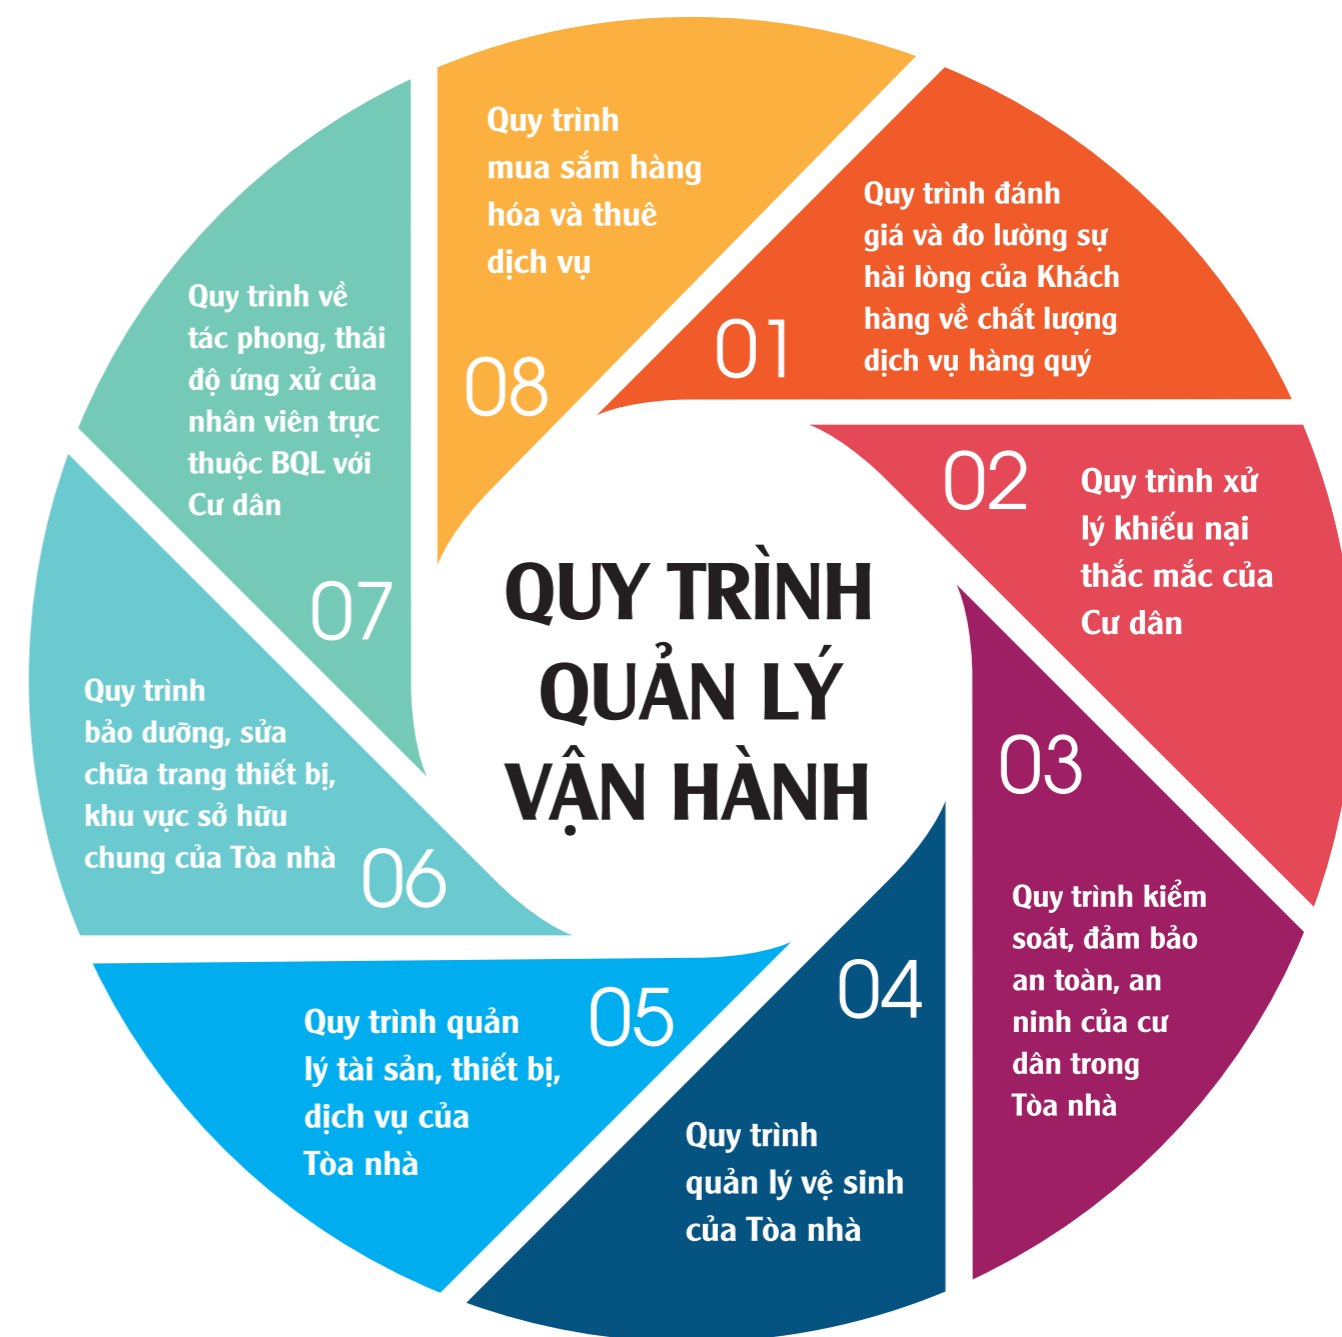 QUY TRÌNH
QUẢN LÝ
VẬN HÀNH
01
Quy trình đánh
giá và đo lường sự
hài lòng của Khách
hàng về chất lượng
dịch vụ hàng quý
02
Quy trình xử
lý khiếu nại
thắc mắc của
Cư dân
03
Quy trình kiểm
soát, đảm bảo
an toàn, an
ninh của cư
dân trong
Tòa nhà
04
Quy trình
quản lý vệ sinh
của Tòa nhà
05
Quy trình quản
lý tài sản, thiết bị,
dịch vụ của
Tòa nhà
06
Quy trình
bảo dưỡng, sửa
chữa trang thiết bị,
khu vực sở hữu
chung của Tòa nhà
07
Quy trình về
tác phong, thái
độ ứng xử của
nhân viên trực
thuộc BQL với
Cư dân
08
Quy trình
mua sắm hàng
hóa và thuê
dịch vụ